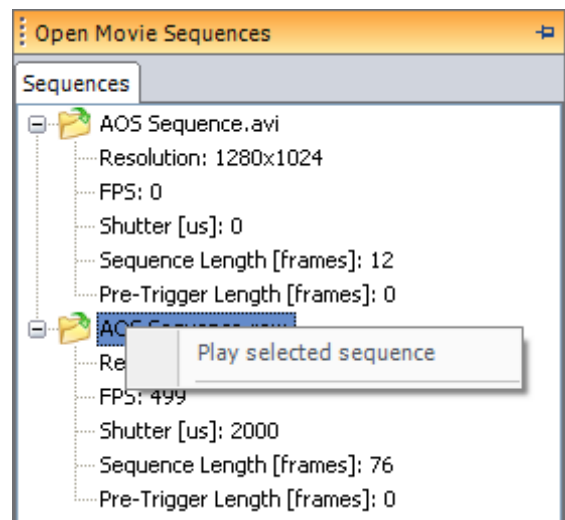 Open Movie Sequences
Sequences
AOS Sequence.avi
Resolution: 1280x1024
FPS: 0
Shutter [us]: 0
Sequence Length [frames]: 12
Pre-Trigger Length [frames]: 0
Play selected sequence
FPS: 499
Shutter [us]: 2000
Sequence Length [frames]: 76
Pre-Trigger Length [frames]: 0